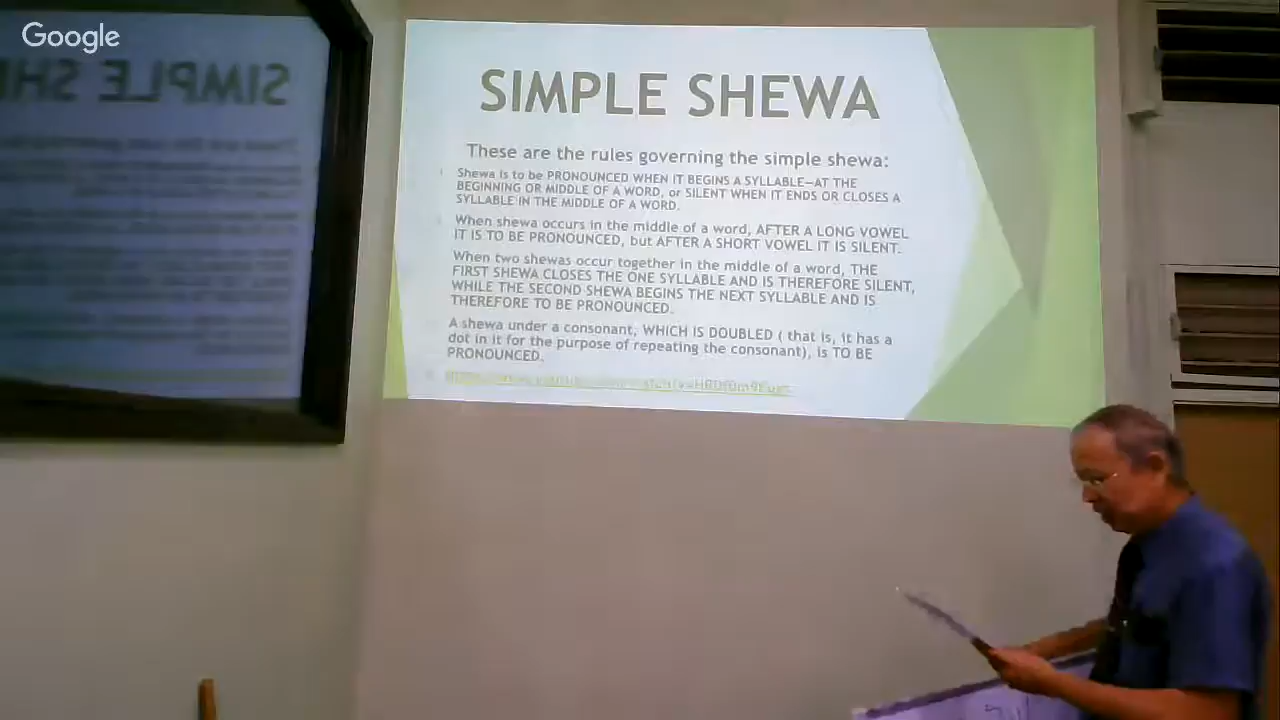 Google
SIMPLE SHEWA
These are the rules governing the simple shewa:
Shewa is to be PRONOUNCED WHEN IT BEGINS A SYLLABLE—AT THE
BEGINNING OR MIDDLE OF A WORD, or SILENT WHEN IT ENDS OR CLOSES A
SYLLABLE IN THE MIDDLE OF A WORD.
When shewa occurs in the middle of a word, AFTER A LONG VOWEL
IT IS TO BE PRONOUNCED, but AFTER A SHORT VOWEL IT IS SILENT.
When two shewas occur together in the middle of a word, THE
FIRST SHEWA CLOSES THE ONE SYLLABLE AND IS THEREFORE SILENT,
WHILE THE SECOND SHEWA BEGINS THE NEXT SYLLABLE AND IS
THEREFORE TO BE PRONOUNCED.
A shewa under a consonant, WHICH IS DOUBLED ( that is, it has a
dot in it for the purpose of repeating the consonant), is TO BE
PRONOUNCED.